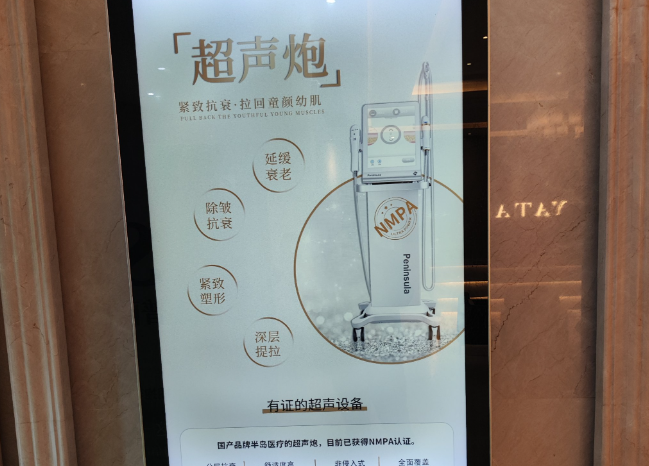 「超声炮」
紧致抗衰·拉回童颜幼肌
PULL BACK THE YOUTHFUL YOUNG MUSCLES
延缓
衰老
除皱
抗衰
紧致
塑形
深层
提拉
NMPA
Peninsula
YATA
有证的超声设备
国产品牌半岛医疗的超声炮，目前已获得NMPA认证。
非侵入式
全面覆盖